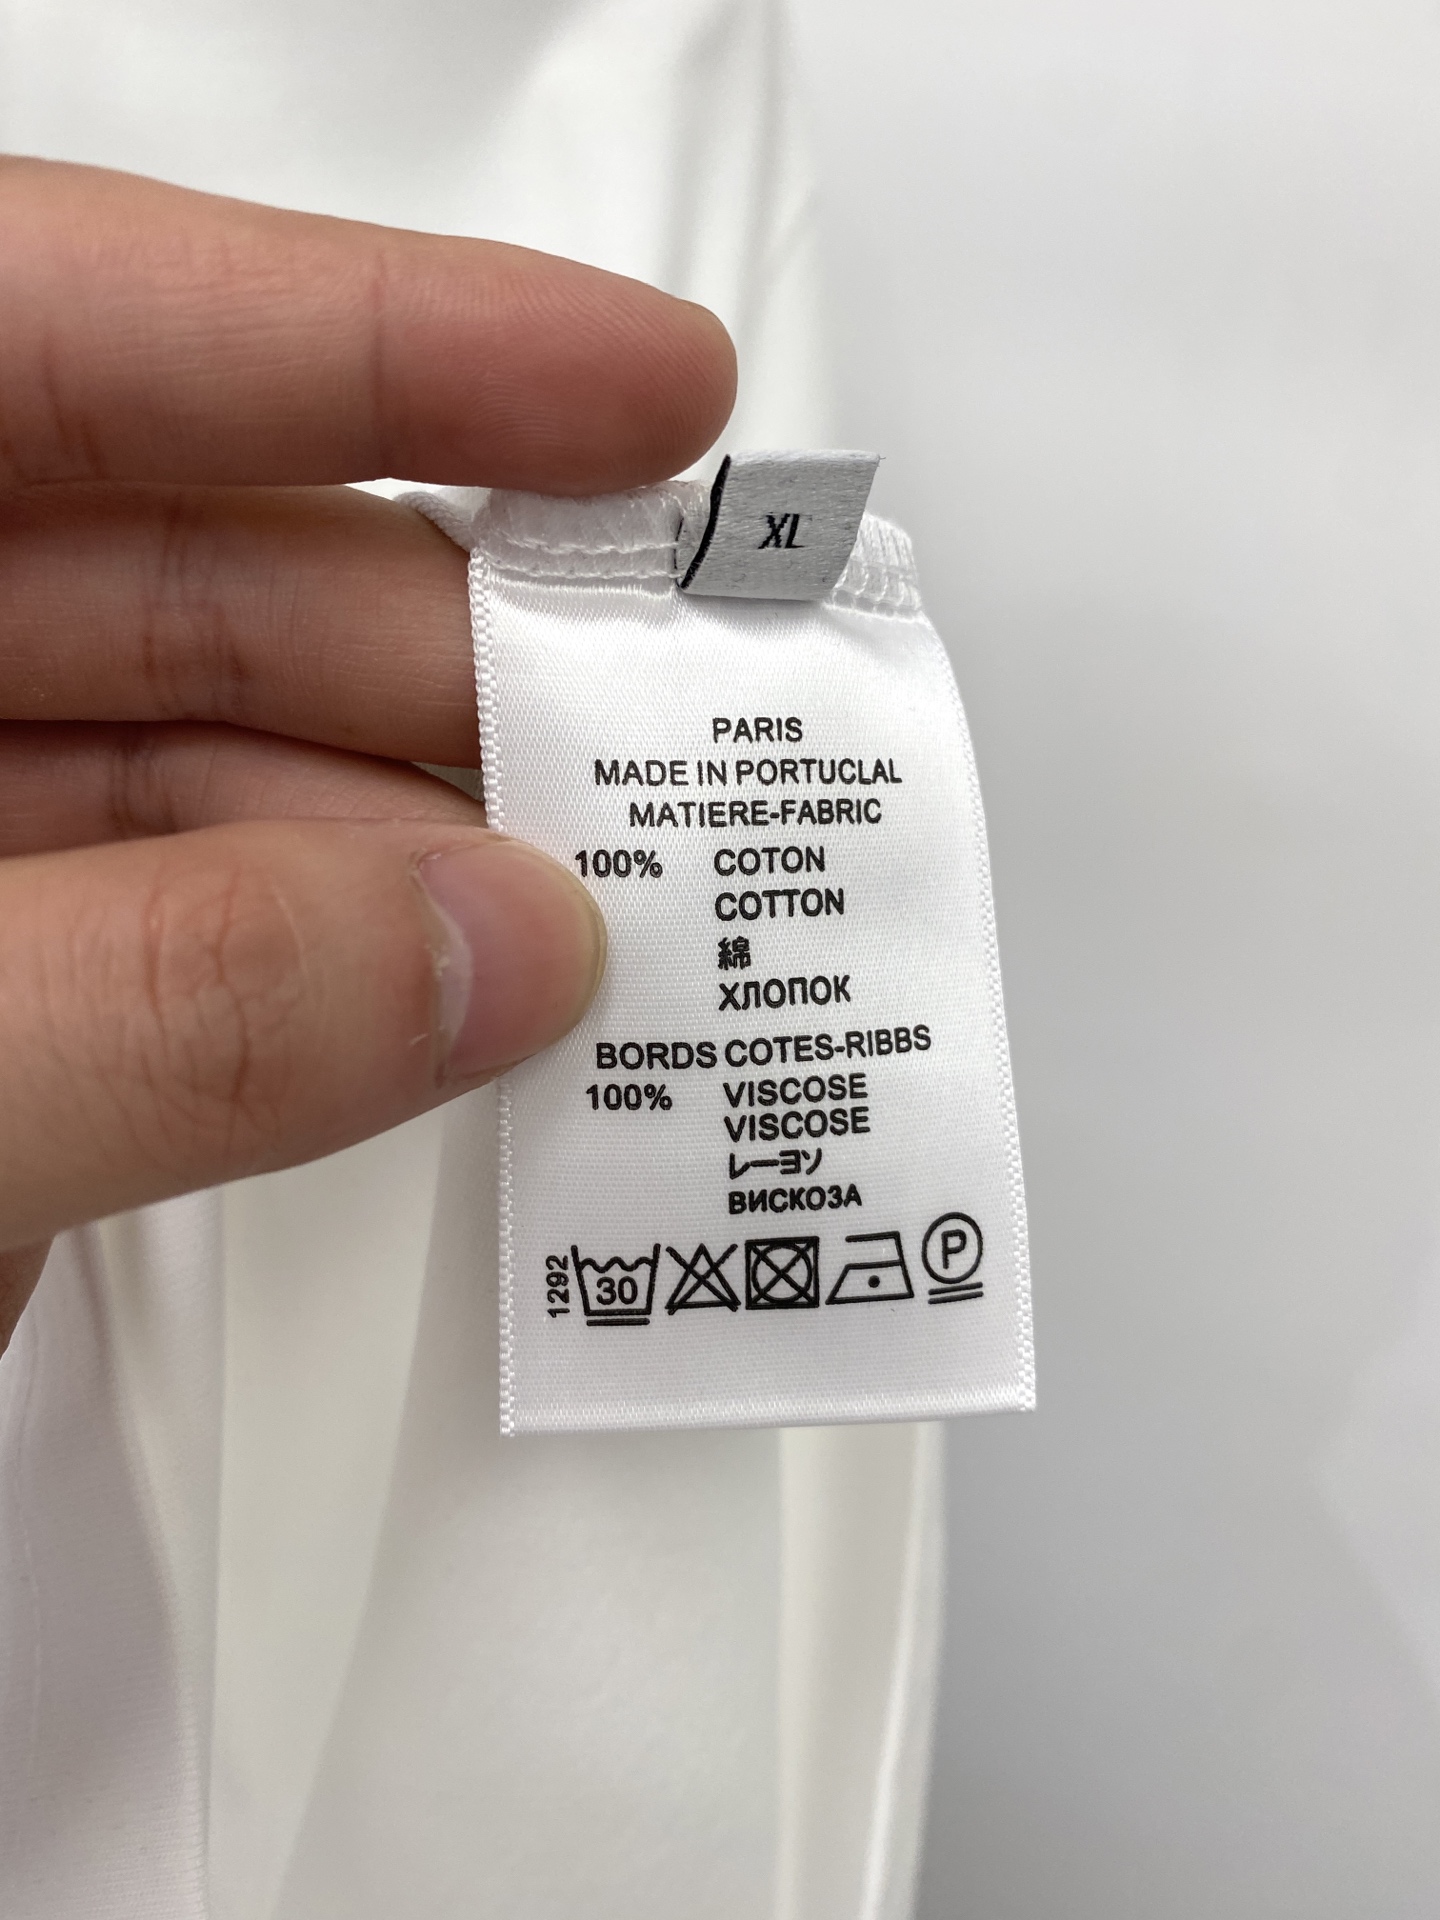 XL
PARIS
MADE IN PORTUCLAL
MATIERE-FABRIC
100% COTON
COTTON
綿
ХЛОПОК
BORDS COTES-RIBBS
100% VISCOSE
VISCOSE
レーヨソ
ВИСКОЗА
1292 30 P